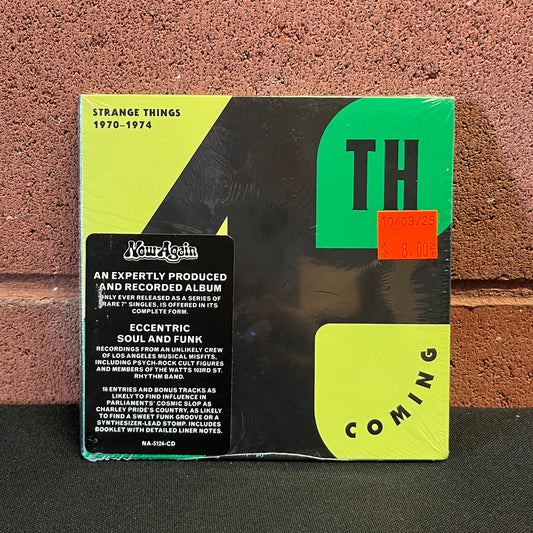 STRANGE THINGS
1970–1974
4
TH
10/03/25
$ 8.00
Now-Again
AN EXPERTLY PRODUCED
AND RECORDED ALBUM
ONLY EVER RELEASED AS A SERIES OF
RARE 7" SINGLES, IS OFFERED IN ITS
COMPLETE FORM.
ECCENTRIC
SOUL AND FUNK
RECORDINGS FROM AN UNLIKELY CREW
OF LOS ANGELES MUSICAL MISFITS,
INCLUDING PSYCH-ROCK CULT FIGURES
AND MEMBERS OF THE WATTS 103RD ST.
RHYTHM BAND.
16 ENTRIES AND BONUS TRACKS AS
LIKELY TO FIND INFLUENCE IN
PARLIAMENTS' COSMIC SLOP AS
CHARLEY PRIDE'S COUNTRY, AS LIKELY
TO FIND A SWEET FUNK GROOVE OR A
SYNTHESIZER-LEAD STOMP. INCLUDES
BOOKLET WITH DETAILED LINER NOTES.
NA-5124-CD
COMING